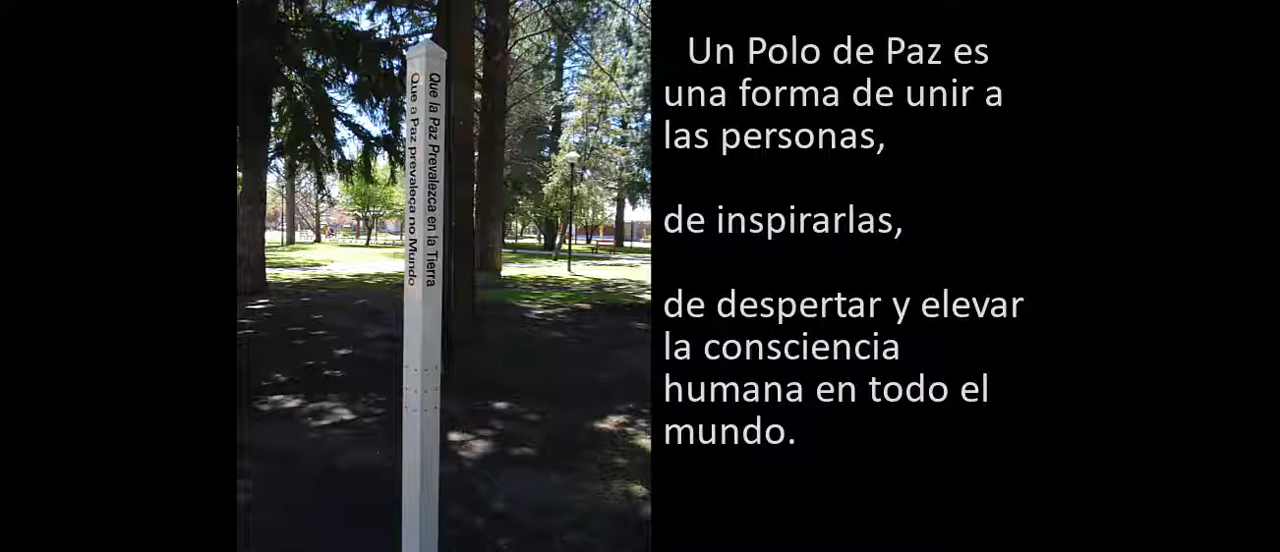 Que a Paz prevaleça no Mundo
Que la Paz Prevalezca en la Tierra
Un Polo de Paz es
una forma de unir a
las personas,
de inspirarlas,
de despertar y elevar
la consciencia
humana en todo el
mundo.